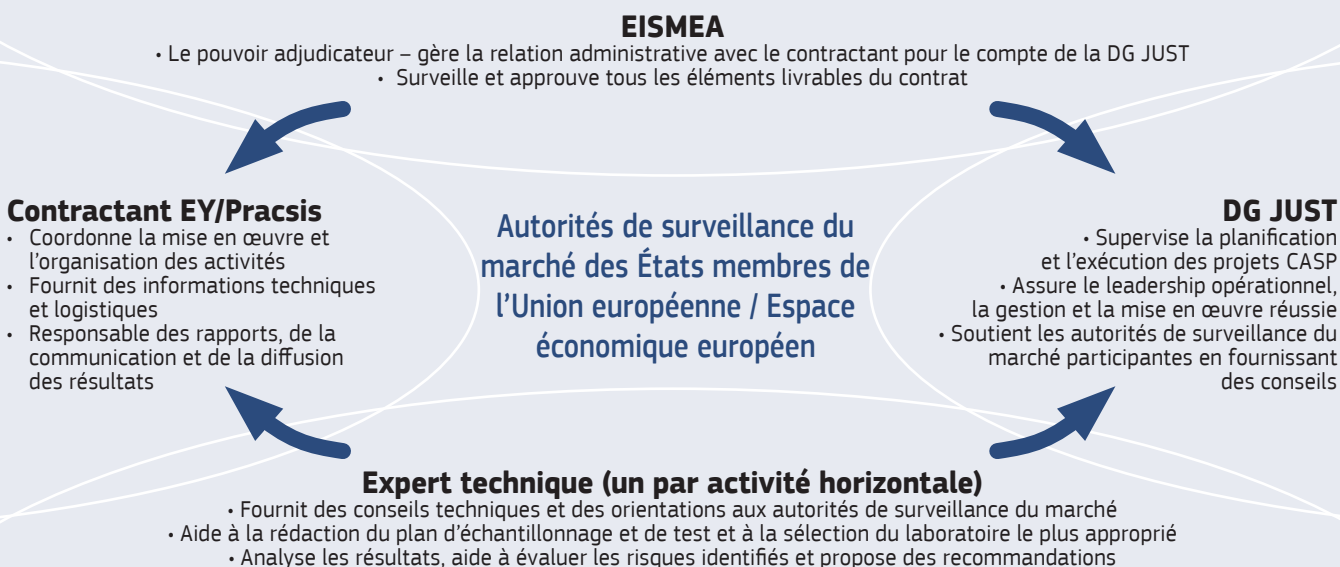 EISMEA
• Le pouvoir adjudicateur – gère la relation administrative avec le contractant pour le compte de la DG JUST
• Surveille et approuve tous les éléments livrables du contrat
Contractant EY/Pracsis
• Coordonne la mise en œuvre et
l'organisation des activités
• Fournit des informations techniques
et logistiques
• Responsable des rapports, de la
communication et de la diffusion
des résultats
Autorités de surveillance du
marché des États membres de
l'Union européenne / Espace
économique européen
DG JUST
• Supervise la planification
et l'exécution des projets CASP
• Assure le leadership opérationnel,
la gestion et la mise en œuvre réussie
• Soutient les autorités de surveillance du
marché participantes en fournissant
des conseils
Expert technique (un par activité horizontale)
• Fournit des conseils techniques et des orientations aux autorités de surveillance du marché
• Aide à la rédaction du plan d'échantillonnage et de test et à la sélection du laboratoire le plus approprié
• Analyse les résultats, aide à évaluer les risques identifiés et propose des recommandations